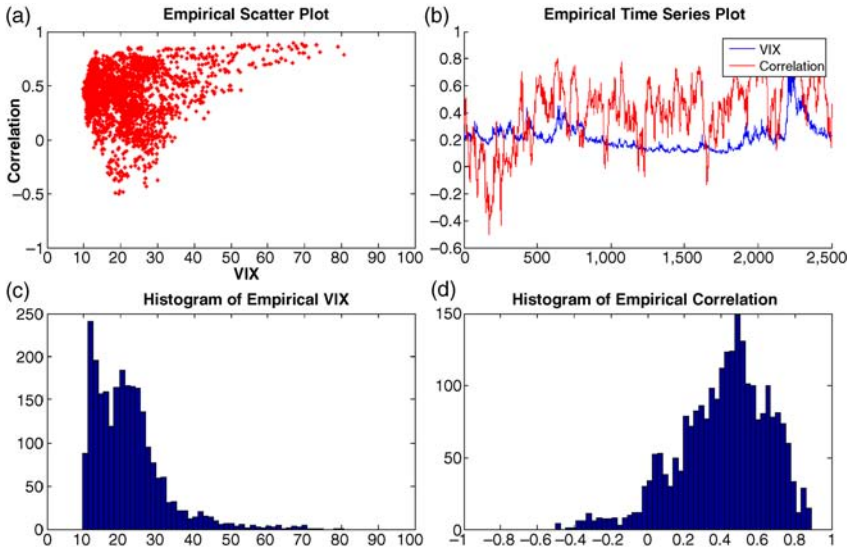 (a)
Empirical Scatter Plot
1
0.5
0
−0.5
−1
Correlation
0 10 20 30 40 50 60 70 80 90 100
VIX
(b)
Empirical Time Series Plot
1
0.8
0.6
0.4
0.2
0
−0.2
−0.4
−0.6
VIX
Correlation
0 500 1,000 1,500 2,000 2,500
(c)
Histogram of Empirical VIX
250
200
150
100
50
0
0 10 20 30 40 50 60 70 80 90 100
(d)
Histogram of Empirical Correlation
150
100
50
0
−1 −0.8 −0.6 −0.4 −0.2 0 0.2 0.4 0.6 0.8 1